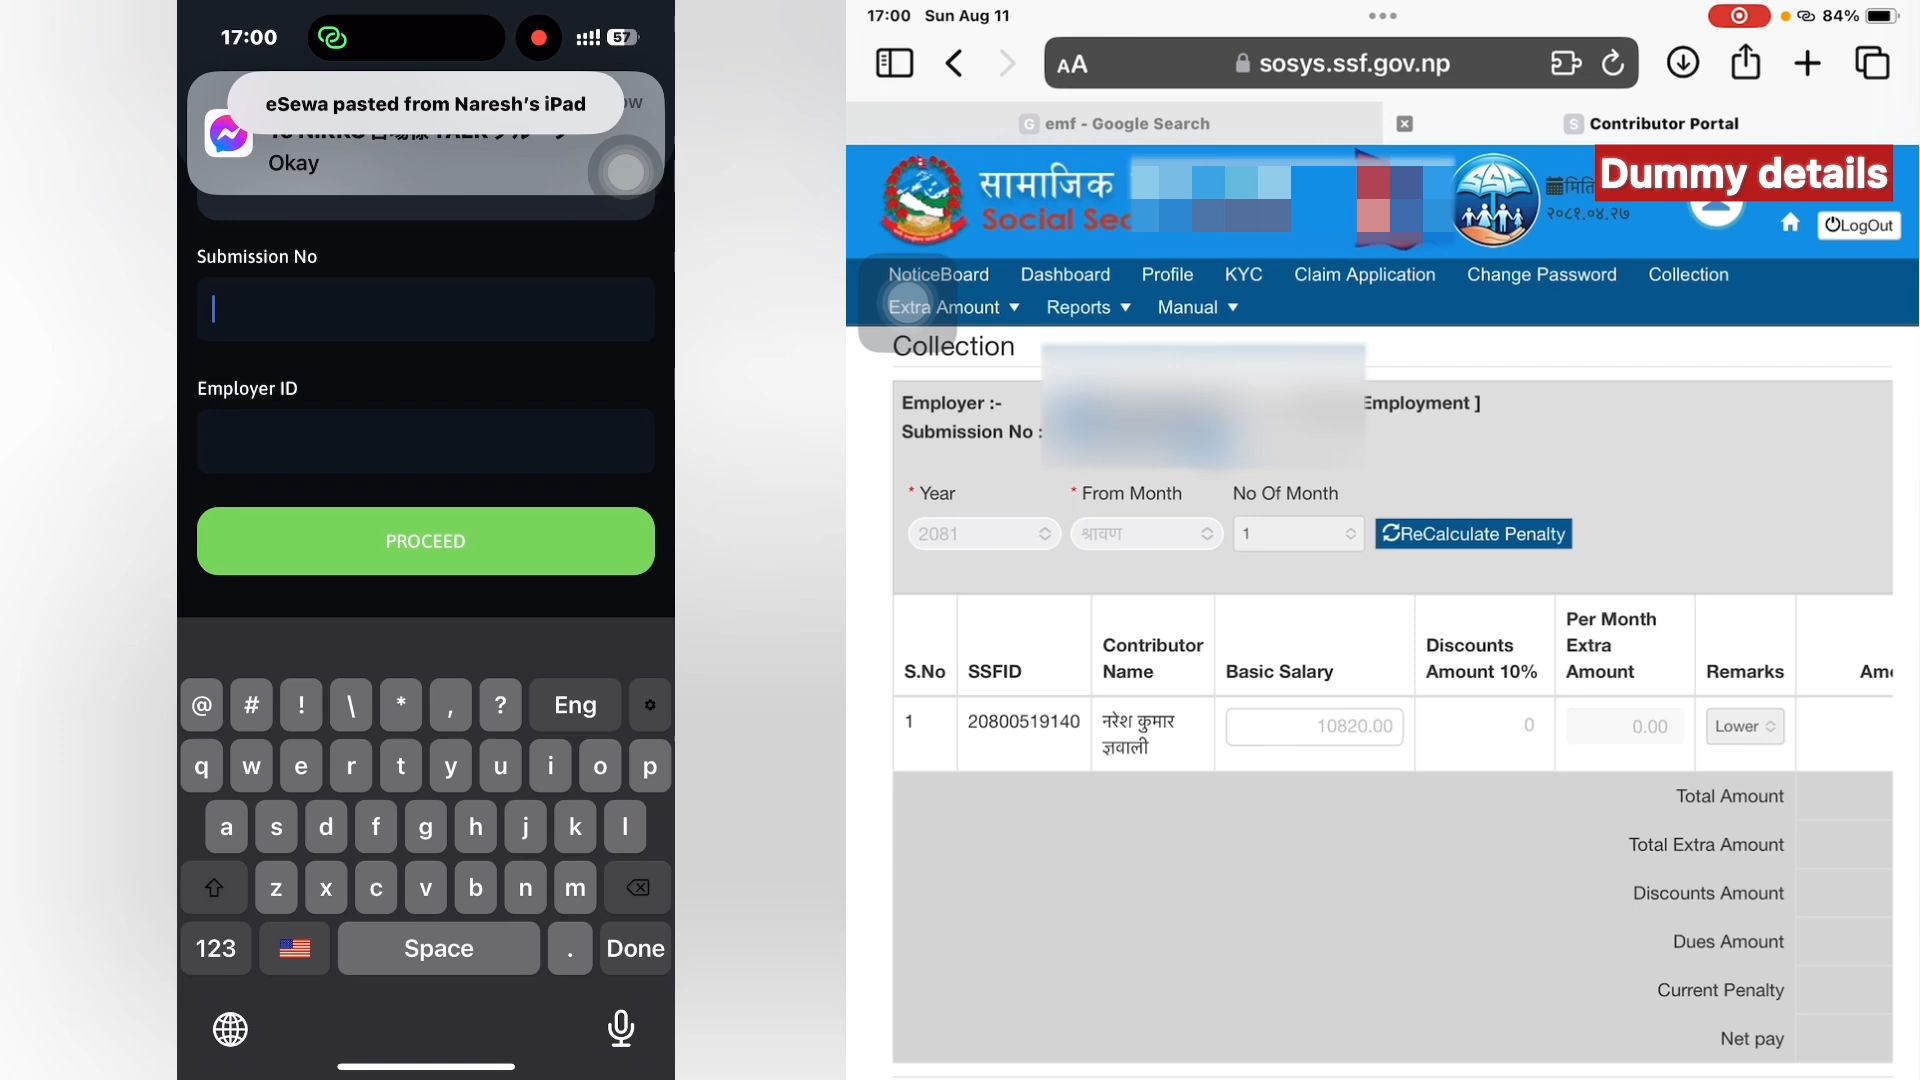 17:00
57
eSewa pasted from Naresh's iPad
Okay
Submission No
Employer ID
PROCEED
@ # ! \ * , ? Eng
q w e r t y u i o p
a s d f g h j k l
z x c v b n m
123 Space . Done
17:00 Sun Aug 11
84%
AA sosys.ssf.gov.np
G emf - Google Search
S Contributor Portal
Dummy details
सामाजिक
Social Sec
SSF
मिति
२०८१.०४.२७
LogOut
NoticeBoard Dashboard Profile KYC Claim Application Change Password Collection
Extra Amount Reports Manual
Collection
Employer :- Employment ]
Submission No :
* Year * From Month No Of Month
2081 श्रावण 1 ReCalculate Penalty
S.No SSFID Contributor Name Basic Salary Discounts Amount 10% Per Month Extra Amount Remarks
1 20800519140 नरेश कुमार ज्ञवाली 10820.00 0 0.00 Lower
Total Amount
Total Extra Amount
Discounts Amount
Dues Amount
Current Penalty
Net pay